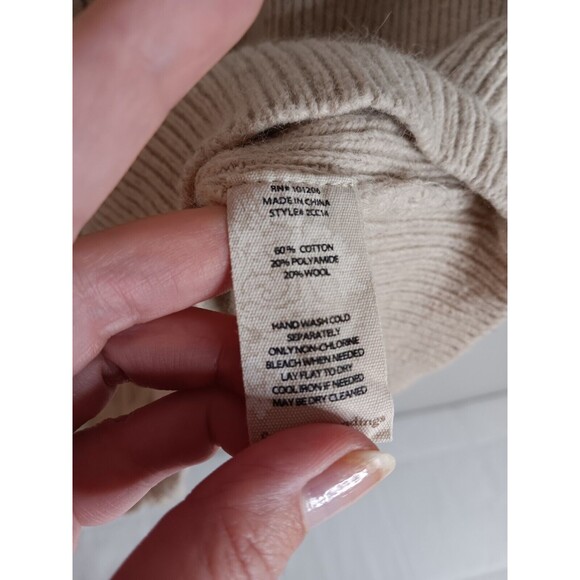 RN# 101206
MADE IN CHINA
STYLE# 2CC14
60% COTTON
20% POLYAMIDE
20% WOOL
HAND WASH COLD
SEPARATELY
ONLY NON-CHLORINE
BLEACH WHEN NEEDED
LAY FLAT TO DRY
COOL IRON IF NEEDED
MAY BE DRY CLEANED